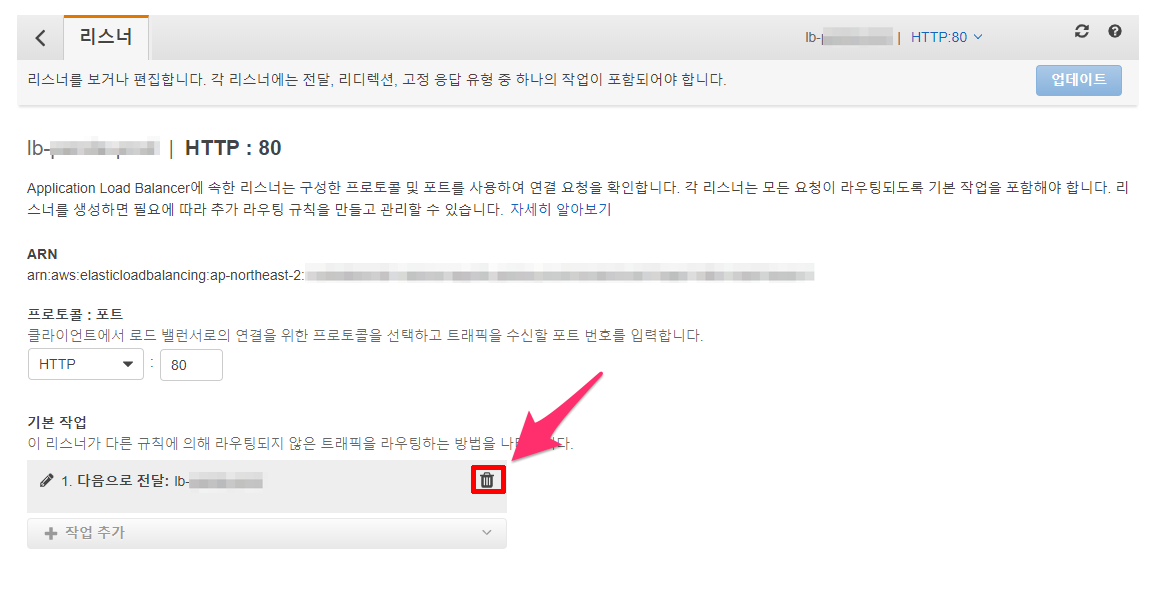 리스너
lb- | HTTP:80
리스너를 보거나 편집합니다. 각 리스너에는 전달, 리디렉션, 고정 응답 유형 중 하나의 작업이 포함되어야 합니다.
업데이트
lb- | HTTP : 80
Application Load Balancer에 속한 리스너는 구성한 프로토콜 및 포트를 사용하여 연결 요청을 확인합니다. 각 리스너는 모든 요청이 라우팅되도록 기본 작업을 포함해야 합니다. 리
스너를 생성하면 필요에 따라 추가 라우팅 규칙을 만들고 관리할 수 있습니다. 자세히 알아보기
ARN
arn:aws:elasticloadbalancing:ap-northeast-2:
프로토콜 : 포트
클라이언트에서 로드 밸런서로의 연결을 위한 프로토콜을 선택하고 트래픽을 수신할 포트 번호를 입력합니다.
HTTP : 80
기본 작업
이 리스너가 다른 규칙에 의해 라우팅되지 않은 트래픽을 라우팅하는 방법을
1. 다음으로 전달: lb-
작업 추가